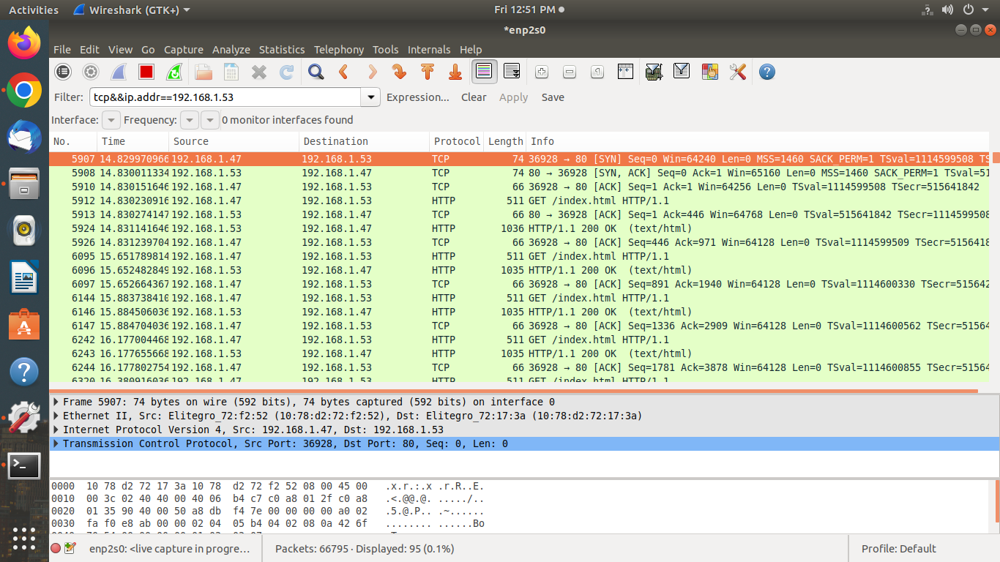 Activities Wireshark (GTK+) Fri 12:51 PM
*enp2s0
File Edit View Go Capture Analyze Statistics Telephony Tools Internals Help
Filter: tcp&&ip.addr==192.168.1.53 Expression... Clear Apply Save
Interface: Frequency: 0 monitor interfaces found
No. Time Source Destination Protocol Length Info
5907 14.829970966 192.168.1.47 192.168.1.53 TCP 74 36928 → 80 [SYN] Seq=0 Win=64240 Len=0 MSS=1460 SACK_PERM=1 TSval=1114599508 TS
5908 14.830011334 192.168.1.53 192.168.1.47 TCP 74 80 → 36928 [SYN, ACK] Seq=0 Ack=1 Win=65160 Len=0 MSS=1460 SACK_PERM=1 TSval=51
5910 14.830151646 192.168.1.47 192.168.1.53 TCP 66 36928 → 80 [ACK] Seq=1 Ack=1 Win=64256 Len=0 TSval=1114599508 TSecr=515641842
5912 14.830230916 192.168.1.47 192.168.1.53 HTTP 511 GET /index.html HTTP/1.1
5913 14.830274147 192.168.1.53 192.168.1.47 TCP 66 80 → 36928 [ACK] Seq=1 Ack=446 Win=64768 Len=0 TSval=515641842 TSecr=1114599508
5924 14.831141646 192.168.1.53 192.168.1.47 HTTP 1036 HTTP/1.1 200 OK (text/html)
5926 14.831239704 192.168.1.47 192.168.1.53 TCP 66 36928 → 80 [ACK] Seq=446 Ack=971 Win=64128 Len=0 TSval=1114599509 TSecr=5156418
6095 15.651789814 192.168.1.47 192.168.1.53 HTTP 511 GET /index.html HTTP/1.1
6096 15.652482849 192.168.1.53 192.168.1.47 HTTP 1035 HTTP/1.1 200 OK (text/html)
6097 15.652664367 192.168.1.47 192.168.1.53 TCP 66 36928 → 80 [ACK] Seq=891 Ack=1940 Win=64128 Len=0 TSval=1114600330 TSecr=515642
6144 15.883738416 192.168.1.47 192.168.1.53 HTTP 511 GET /index.html HTTP/1.1
6146 15.884506036 192.168.1.53 192.168.1.47 HTTP 1035 HTTP/1.1 200 OK (text/html)
6147 15.884704036 192.168.1.47 192.168.1.53 TCP 66 36928 → 80 [ACK] Seq=1336 Ack=2909 Win=64128 Len=0 TSval=1114600562 TSecr=51564
6242 16.177004468 192.168.1.47 192.168.1.53 HTTP 511 GET /index.html HTTP/1.1
6243 16.177655668 192.168.1.53 192.168.1.47 HTTP 1035 HTTP/1.1 200 OK (text/html)
6244 16.177802754 192.168.1.47 192.168.1.53 TCP 66 36928 → 80 [ACK] Seq=1781 Ack=3878 Win=64128 Len=0 TSval=1114600855 TSecr=51564
6320 16.380916036 192.168.1.47 192.168.1.53 HTTP 511 GET /index.html HTTP/1.1
Frame 5907: 74 bytes on wire (592 bits), 74 bytes captured (592 bits) on interface 0
Ethernet II, Src: Elitegro_72:f2:52 (10:78:d2:72:f2:52), Dst: Elitegro_72:17:3a (10:78:d2:72:17:3a)
Internet Protocol Version 4, Src: 192.168.1.47, Dst: 192.168.1.53
Transmission Control Protocol, Src Port: 36928, Dst Port: 80, Seq: 0, Len: 0
0000 10 78 d2 72 17 3a 10 78 d2 72 f2 52 08 00 45 00 .x.r.:.x .r.R..E.
0010 00 3c 02 40 40 00 40 06 b4 c7 c0 a8 01 2f c0 a8 .<.@@.@. ...../..
0020 01 35 90 40 00 50 a8 db f4 7e 00 00 00 00 a0 02 .5.@.P.. .~......
0030 fa f0 e8 ab 00 00 02 04 05 b4 04 02 08 0a 42 6f ........ ......Bo
enp2s0: <live capture in progre... Packets: 66795 · Displayed: 95 (0.1%) Profile: Default